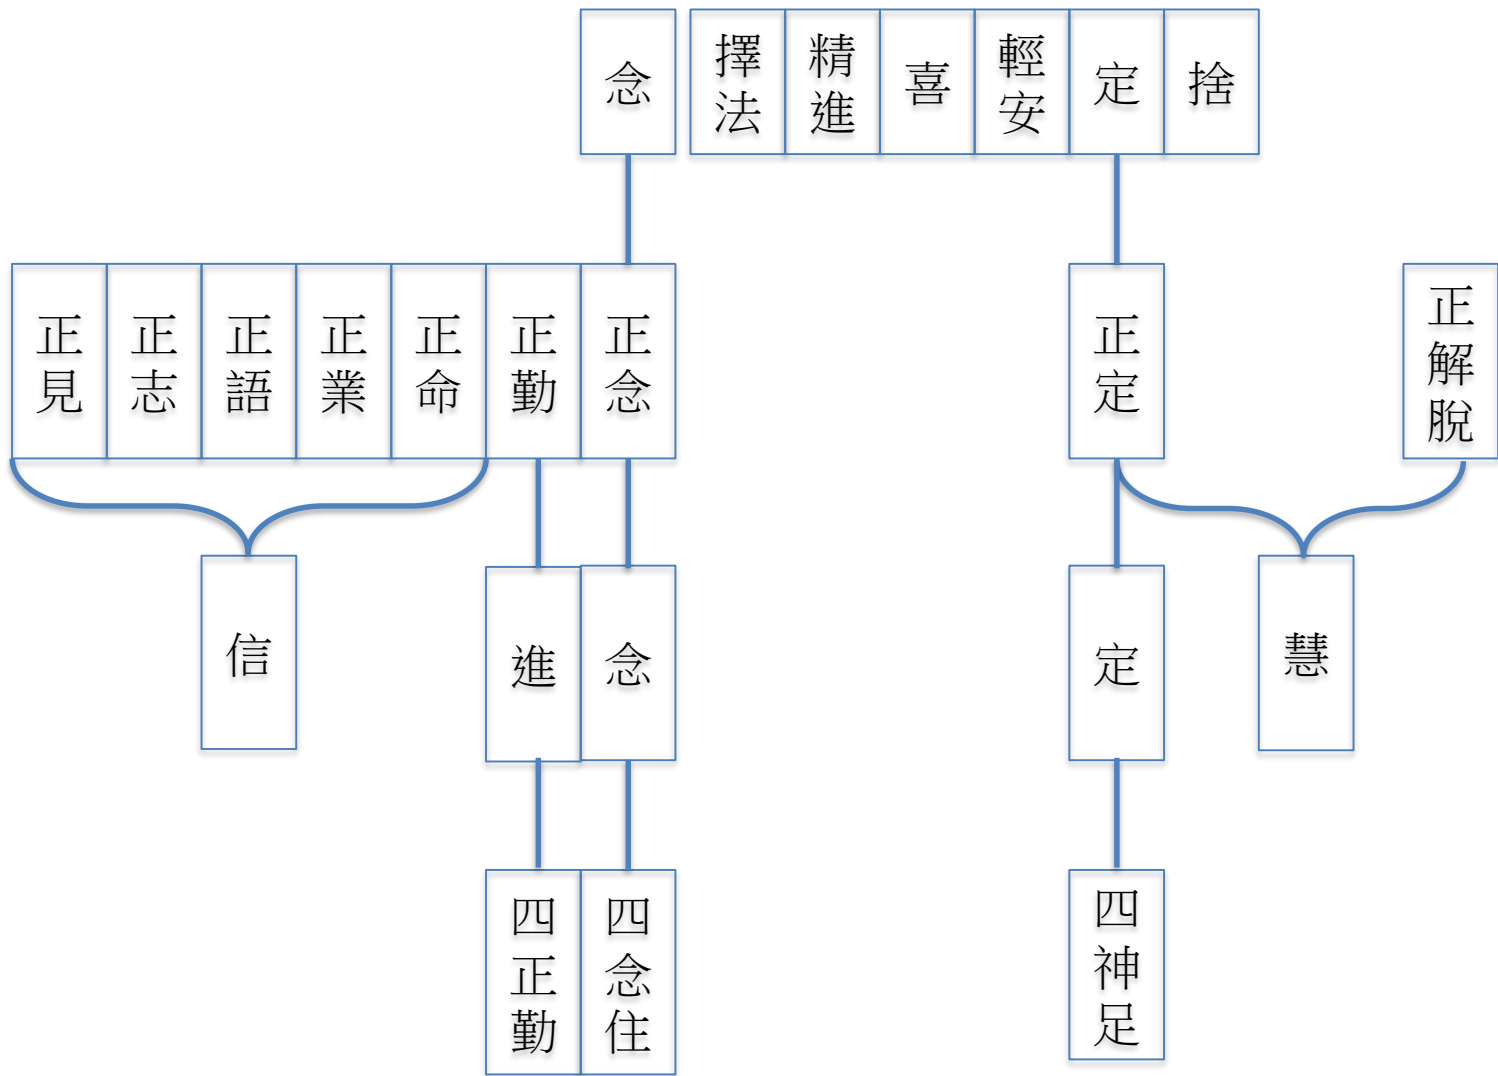 念
擇法
精進
喜
輕安
定
捨
正見
正志
正語
正業
正命
正勤
正念
正定
正解脫
信
進
念
定
慧
四正勤
四念住
四神足